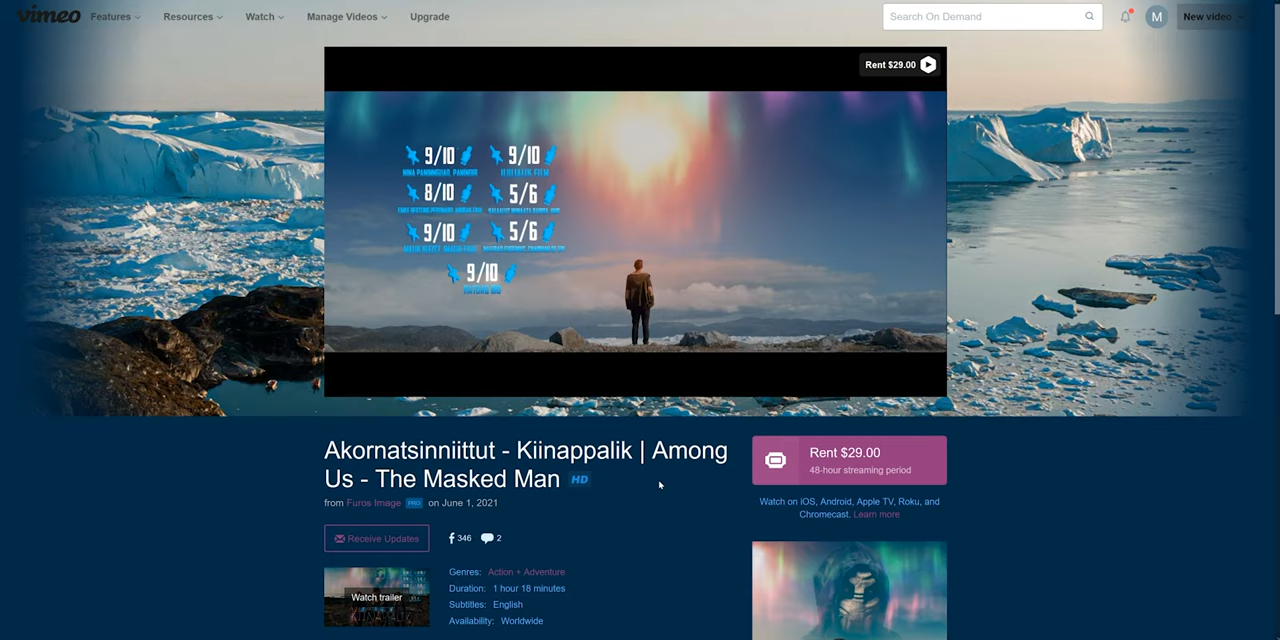 vimeo
Features
Resources
Watch
Manage Videos
Upgrade
Search On Demand
M
New video
Rent $29.00
9/10
9/10
8/10
5/6
9/10
5/6
9/10
Akornatsinniittut - Kiinappalik | Among
Us - The Masked Man HD
from Furos Image PRO on June 1, 2021
Receive Updates
346
2
Watch trailer
Genres: Action + Adventure
Duration: 1 hour 18 minutes
Subtitles: English
Availability: Worldwide
Rent $29.00
48-hour streaming period
Watch on iOS, Android, Apple TV, Roku, and
Chromecast. Learn more